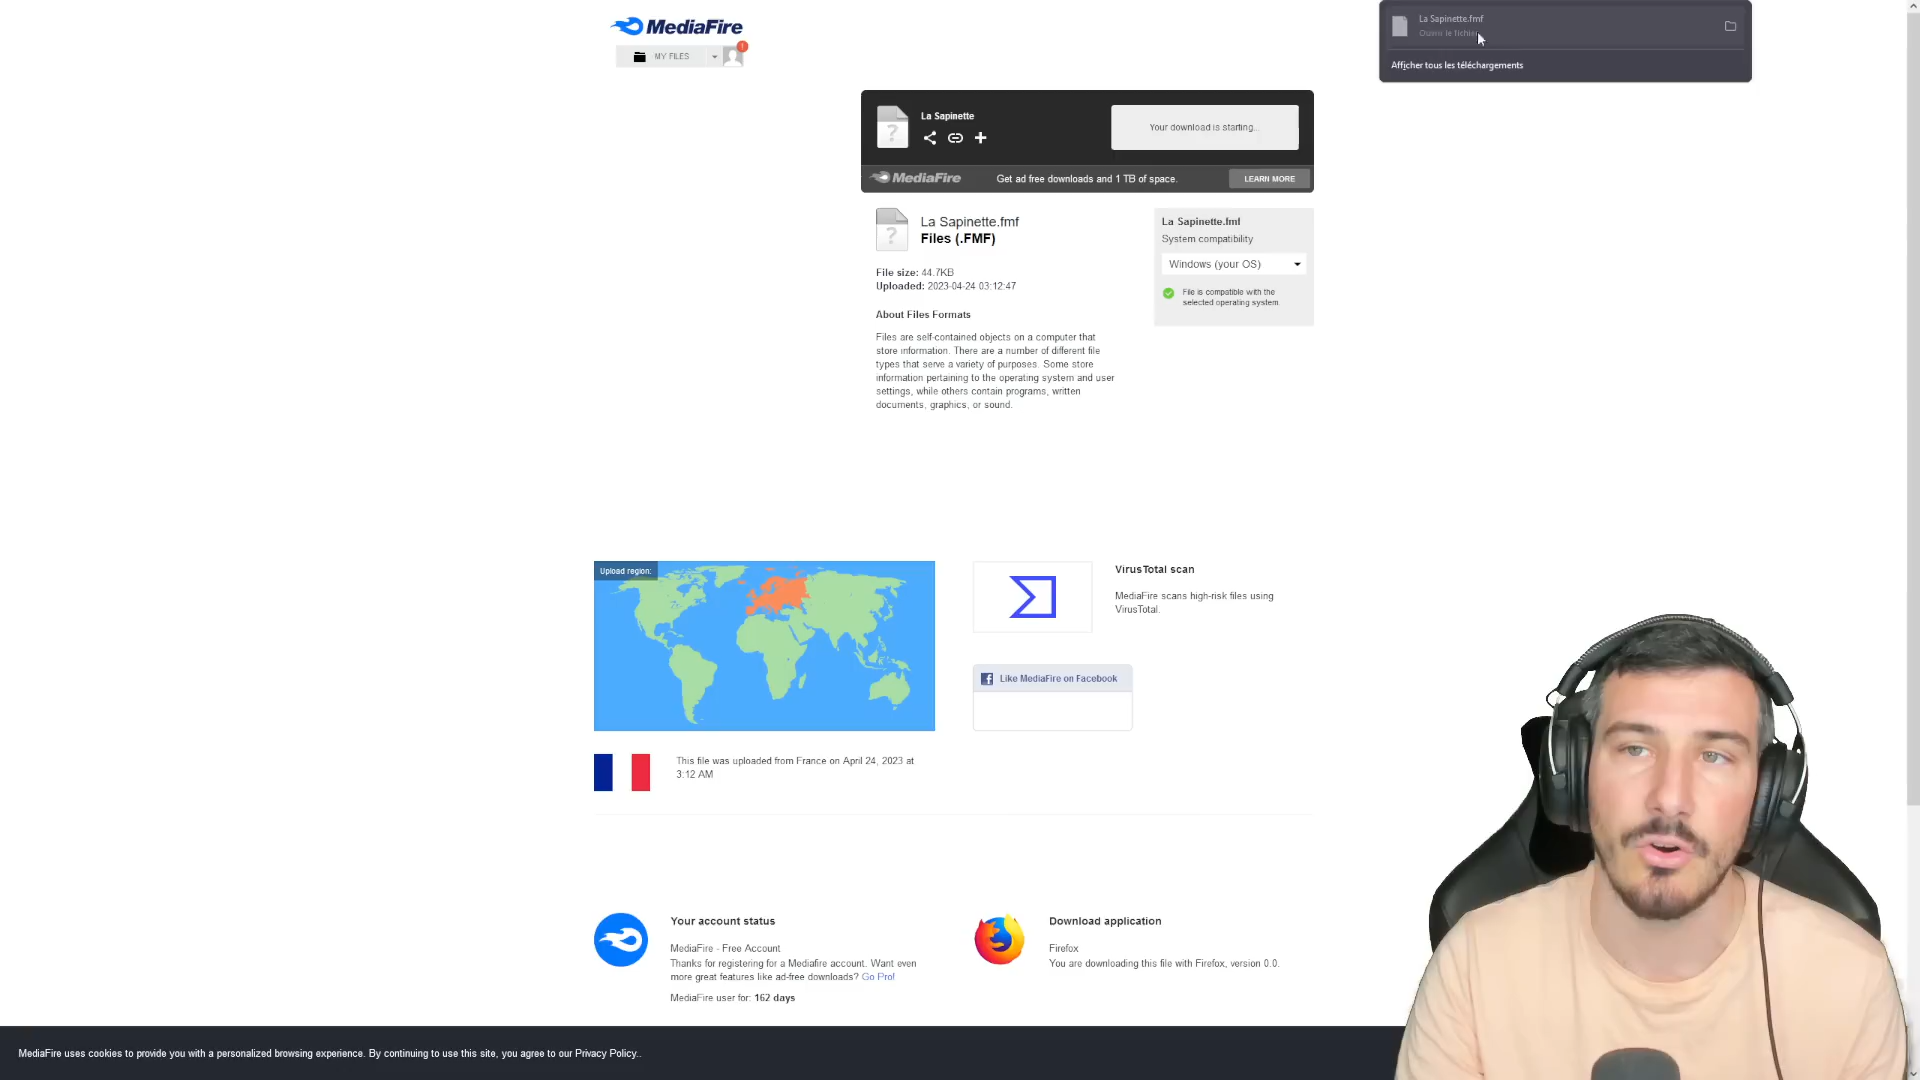 MediaFire
MY FILES
!
La Sapinette.fmf
Ouvrir le fichier
Afficher tous les téléchargements
La Sapinette
Your download is starting...
MediaFire
Get ad free downloads and 1 TB of space.
LEARN MORE
La Sapinette.fmf
Files (.FMF)
File size: 44.7KB
Uploaded: 2023-04-24 03:12:47
About Files Formats
Files are self-contained objects on a computer that
store information. There are a number of different file
types that serve a variety of purposes. Some store
information pertaining to the operating system and user
settings, while others contain programs, written
documents, graphics, or sound.
La Sapinette.fmf
System compatibility
Windows (your OS)
File is compatible with the
selected operating system.
Upload region:
VirusTotal scan
MediaFire scans high-risk files using
VirusTotal.
Like MediaFire on Facebook
This file was uploaded from France on April 24, 2023 at
3:12 AM
Your account status
MediaFire - Free Account
Thanks for registering for a Mediafire account. Want even
more great features like ad-free downloads? Go Pro!
MediaFire user for: 162 days
Download application
Firefox
You are downloading this file with Firefox, version 0.0.
MediaFire uses cookies to provide you with a personalized browsing experience. By continuing to use this site, you agree to our Privacy Policy..